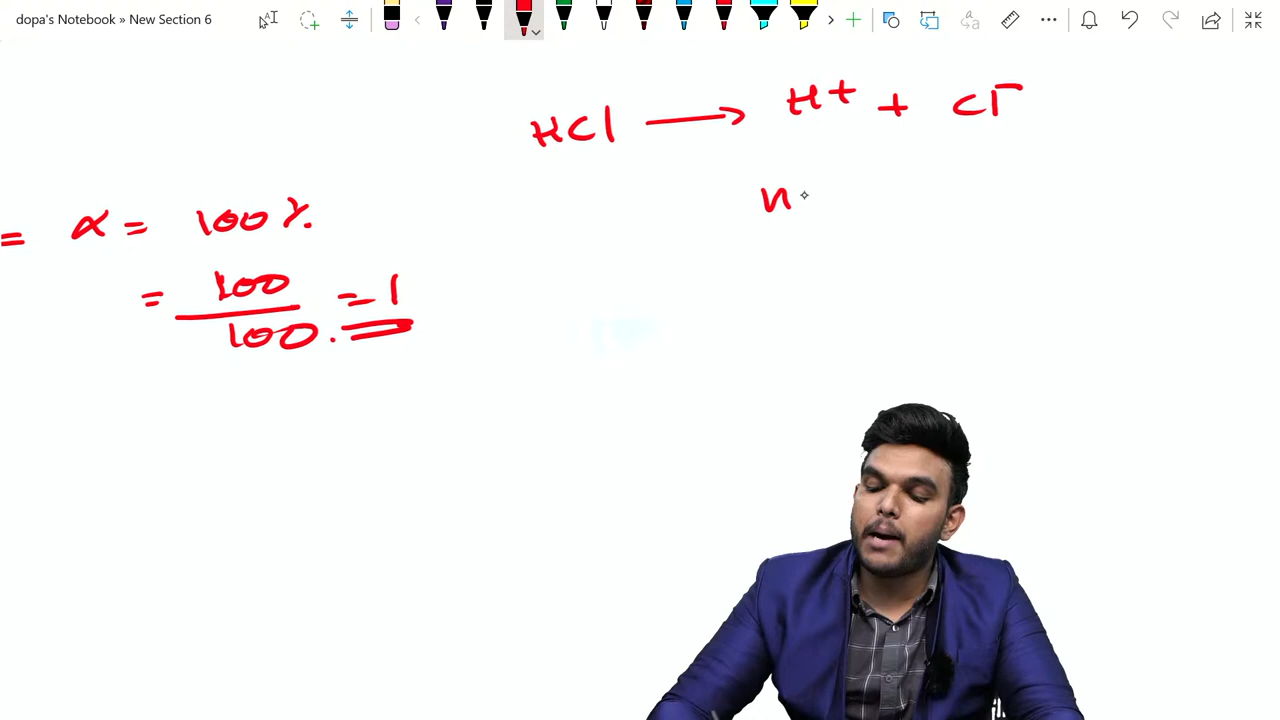 dopa's Notebook » New Section 6
HCl ⟶ H+ + Cl⁻
n
= α = 100%
= 100/100. = 1